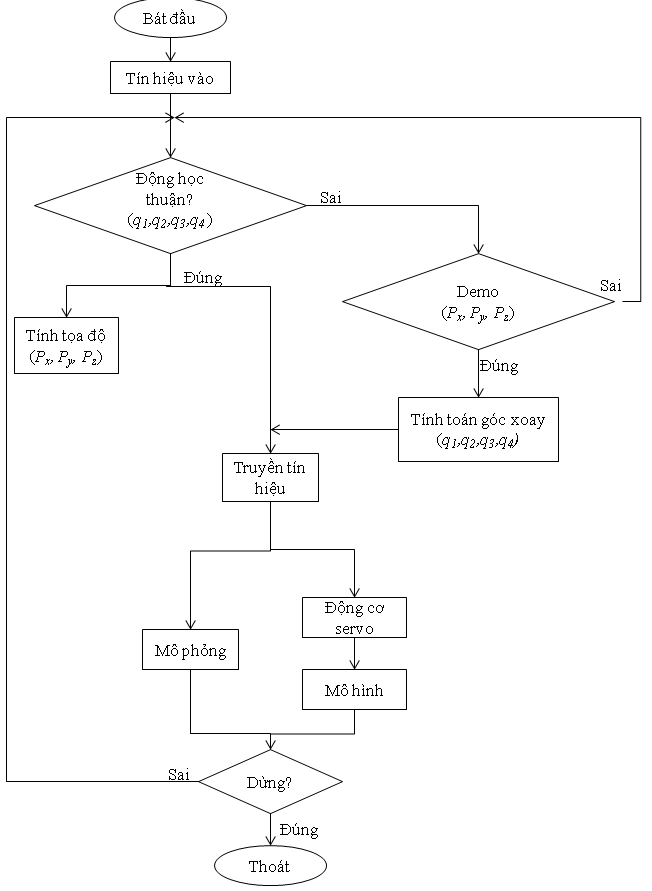 Bát đầu
Tín hiệu vào
Động học
thuận?
(q1,q2,q3,q4)
Sai
Đúng
Demo
(Px, Py, Pz)
Sai
Tính tọa độ
(Px, Py, Pz)
Đúng
Tính toán góc xoay
(q1,q2,q3,q4)
Truyền tín
hiệu
Động cơ
servo
Mô phỏng
Mô hình
Sai
Dừng?
Đúng
Thoát